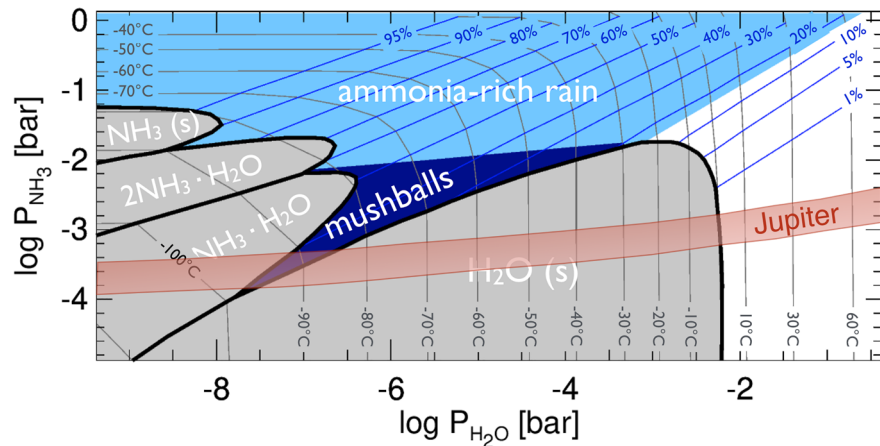 0
-1
-2
-3
-4
log P_NH₃ [bar]
-40°C
-50°C
-60°C
-70°C
95%
90%
80%
70%
60%
50%
40%
30%
20%
10%
5%
1%
ammonia-rich rain
NH₃ (s)
2NH₃ · H₂O
NH₃ · H₂O
mushballs
-100°C
Jupiter
H₂O (s)
-90°C
-80°C
-70°C
-60°C
-50°C
-40°C
-30°C
-20°C
-10°C
10°C
30°C
60°C
-8
-6
-4
-2
log P_H₂O [bar]